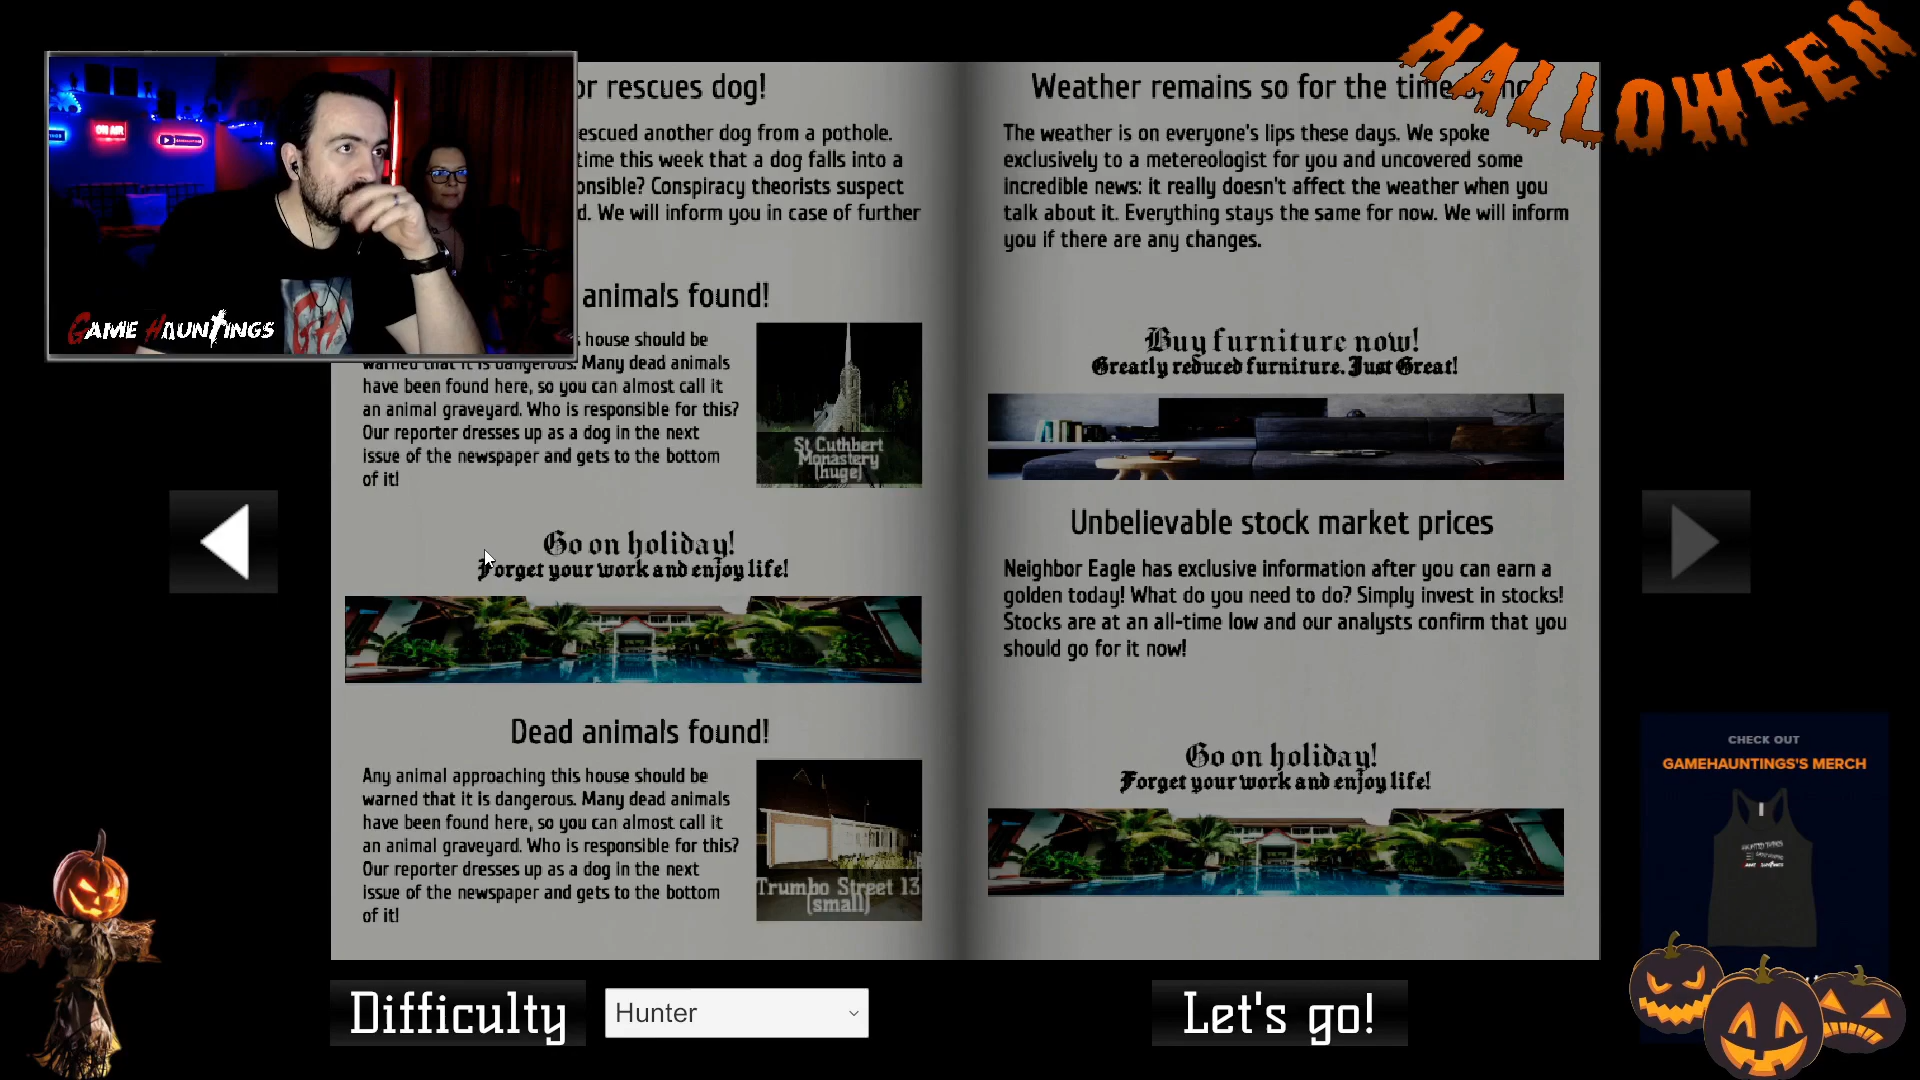 HALLOWEEN
ON AIR
GAME HAUNTINGS
or rescues dog!
escued another dog from a pothole.
time this week that a dog falls into a
onsible? Conspiracy theorists suspect
d. We will inform you in case of further
animals found!
house should be
warned that it is dangerous. Many dead animals
have been found here, so you can almost call it
an animal graveyard. Who is responsible for this?
Our reporter dresses up as a dog in the next
issue of the newspaper and gets to the bottom
of it!
St Cuthbert
Monastery
(huge)
Go on holiday!
Forget your work and enjoy life!
Dead animals found!
Any animal approaching this house should be
warned that it is dangerous. Many dead animals
have been found here, so you can almost call it
an animal graveyard. Who is responsible for this?
Our reporter dresses up as a dog in the next
issue of the newspaper and gets to the bottom
of it!
Trumbo Street 13
(small)
Weather remains so for the time
The weather is on everyone's lips these days. We spoke
exclusively to a metereologist for you and uncovered some
incredible news: it really doesn't affect the weather when you
talk about it. Everything stays the same for now. We will inform
you if there are any changes.
Buy furniture now!
Greatly reduced furniture. Just Great!
Unbelievable stock market prices
Neighbor Eagle has exclusive information after you can earn a
golden today! What do you need to do? Simply invest in stocks!
Stocks are at an all-time low and our analysts confirm that you
should go for it now!
Go on holiday!
Forget your work and enjoy life!
CHECK OUT
GAMEHAUNTINGS'S MERCH
Difficulty
Hunter
Let's go!